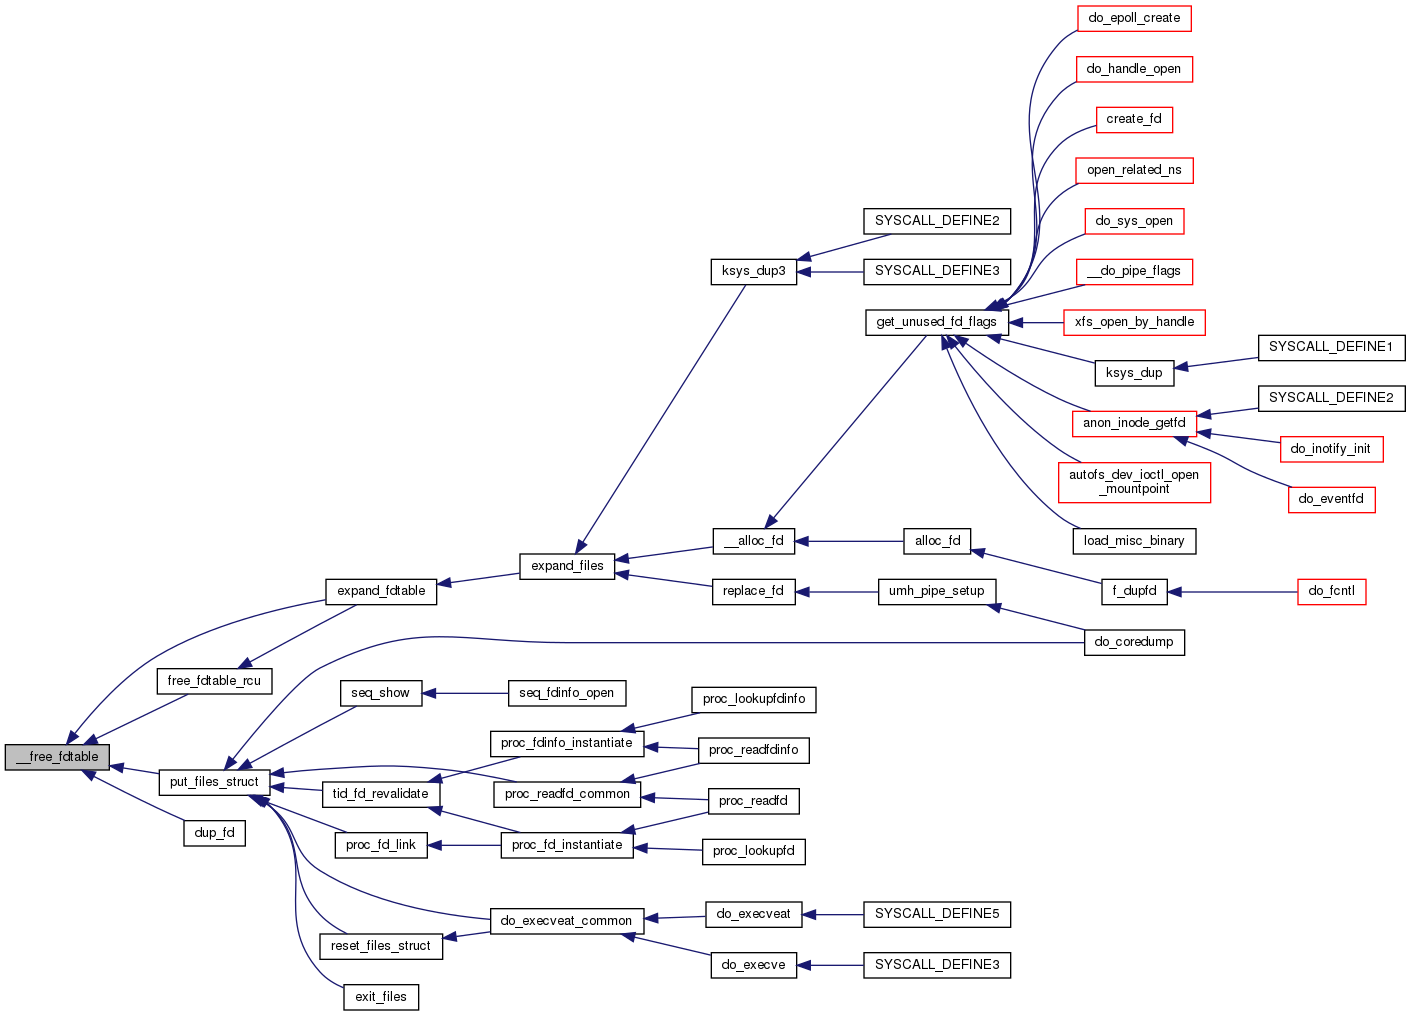 do_epoll_create
do_handle_open
create_fd
open_related_ns
SYSCALL_DEFINE2
do_sys_open
ksys_dup3
SYSCALL_DEFINE3
__do_pipe_flags
get_unused_fd_flags
xfs_open_by_handle
SYSCALL_DEFINE1
ksys_dup
SYSCALL_DEFINE2
anon_inode_getfd
do_inotify_init
autofs_dev_ioctl_open
_mountpoint
do_eventfd
__alloc_fd
alloc_fd
load_misc_binary
expand_files
expand_fdtable
replace_fd
umh_pipe_setup
f_dupfd
do_fcntl
do_coredump
free_fdtable_rcu
seq_show
seq_fdinfo_open
proc_lookupfdinfo
__free_fdtable
proc_fdinfo_instantiate
proc_readfdinfo
put_files_struct
tid_fd_revalidate
proc_readfd_common
proc_readfd
dup_fd
proc_fd_link
proc_fd_instantiate
proc_lookupfd
do_execveat_common
do_execveat
SYSCALL_DEFINE5
reset_files_struct
do_execve
SYSCALL_DEFINE3
exit_files